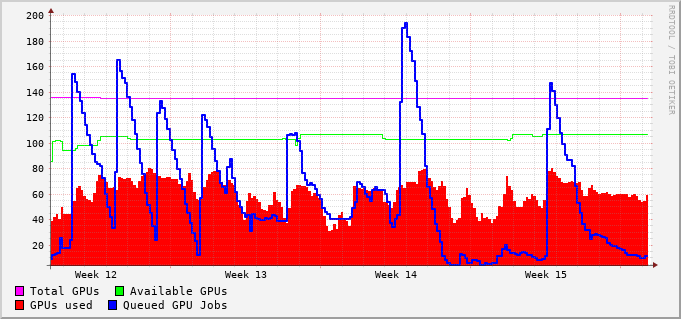 200
180
160
140
120
100
80
60
40
20
Week 12 Week 13 Week 14 Week 15
Total GPUs Available GPUs
GPUs used Queued GPU Jobs
RRDTOOL / TOBI OETIKER